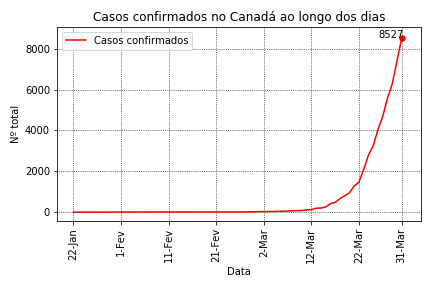 Casos confirmados no Canadá ao longo dos dias
Casos confirmados
8527
Nº total
8000
6000
4000
2000
0
22-Jan
1-Fev
11-Fev
21-Fev
2-Mar
12-Mar
22-Mar
31-Mar
Data